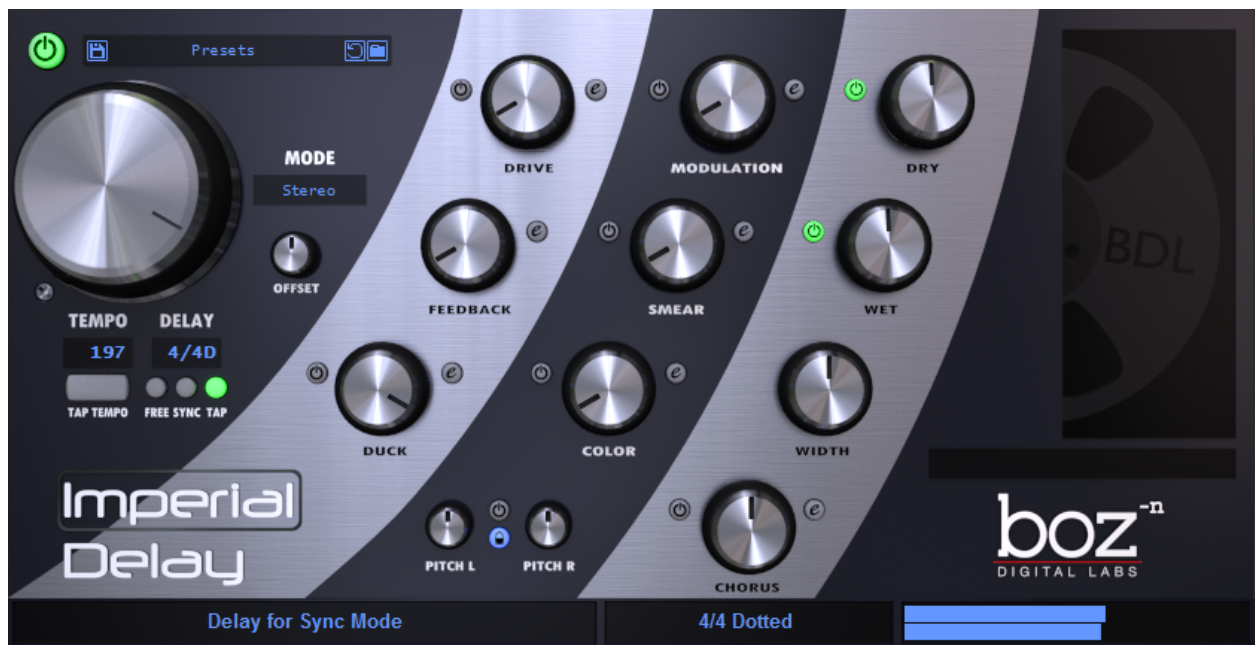 Presets
MODE
Stereo
OFFSET
TEMPO
DELAY
197
4/4D
TAP TEMPO
FREE SYNC TAP
DRIVE
e
MODULATION
e
DRY
FEEDBACK
e
SMEAR
e
WET
DUCK
e
COLOR
e
WIDTH
PITCH L
PITCH R
CHORUS
e
BDL
Imperial
Delay
boz-n
DIGITAL LABS
Delay for Sync Mode
4/4 Dotted